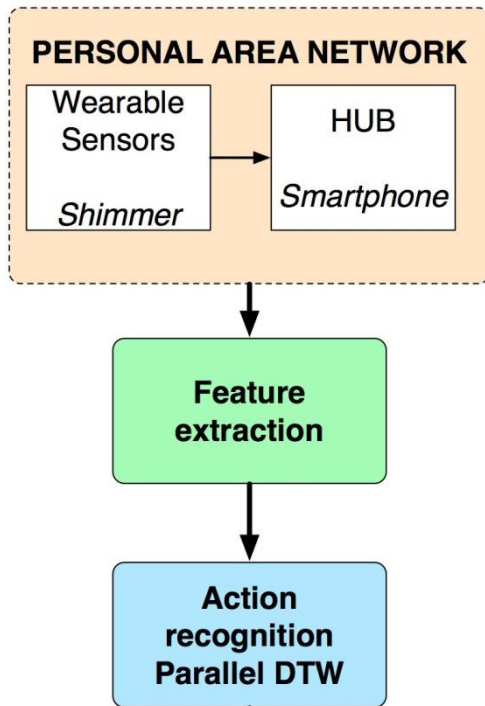 PERSONAL AREA NETWORK
Wearable
Sensors
Shimmer
HUB
Smartphone
Feature
extraction
Action
recognition
Parallel DTW